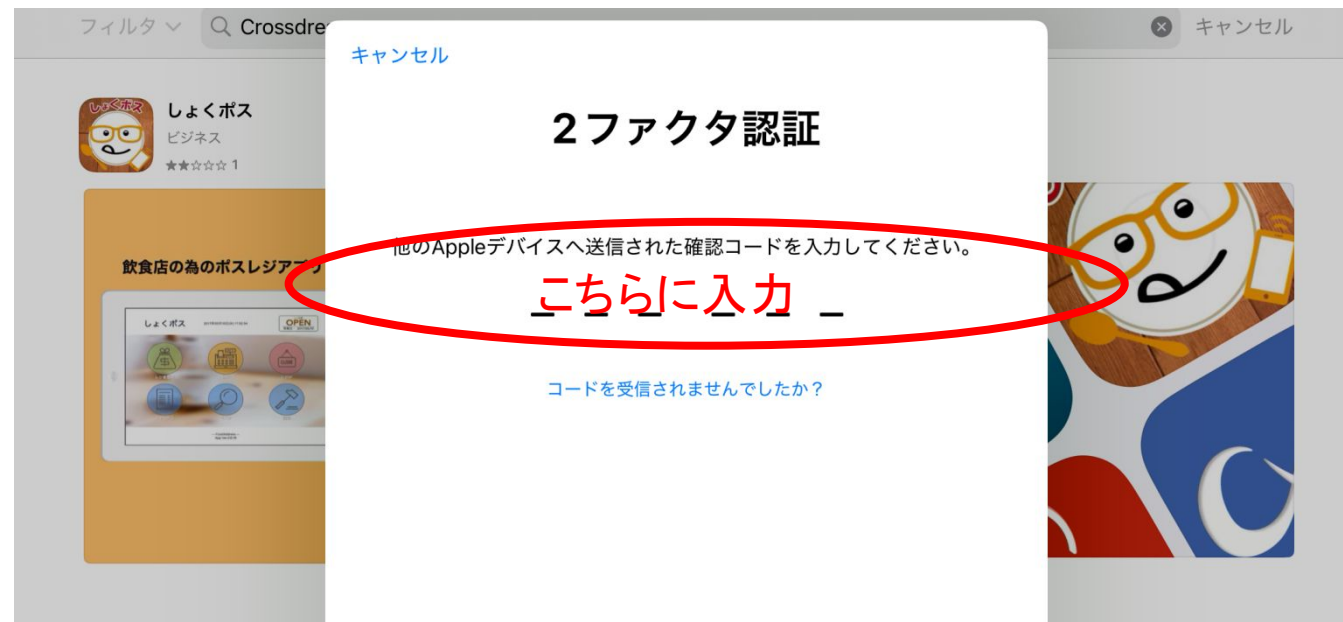 フィルタ
Crossdre
キャンセル
キャンセル
しょくポス
しょくポス
ビジネス
★★☆☆☆ 1
2ファクタ認証
他のAppleデバイスへ送信された確認コードを入力してください。
こちらに入力
コードを受信されませんでしたか？
飲食店の為のポスレジアプリ
しょくポス
OPEN